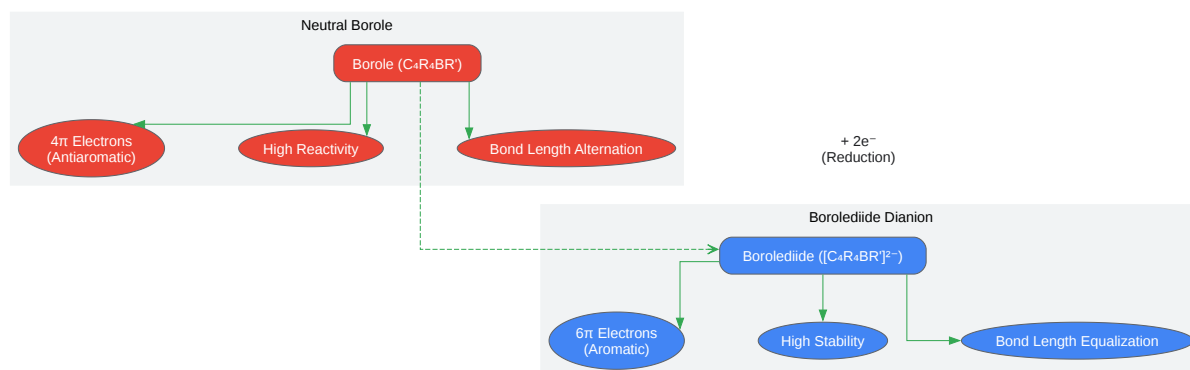 Neutral Borole
Borole (C₄R₄BR')
4π Electrons
(Antiaromatic)
High Reactivity
Bond Length Alternation
+ 2e⁻
(Reduction)
Borolediide Dianion
Borolediide ([C₄R₄BR']²⁻)
6π Electrons
(Aromatic)
High Stability
Bond Length Equalization